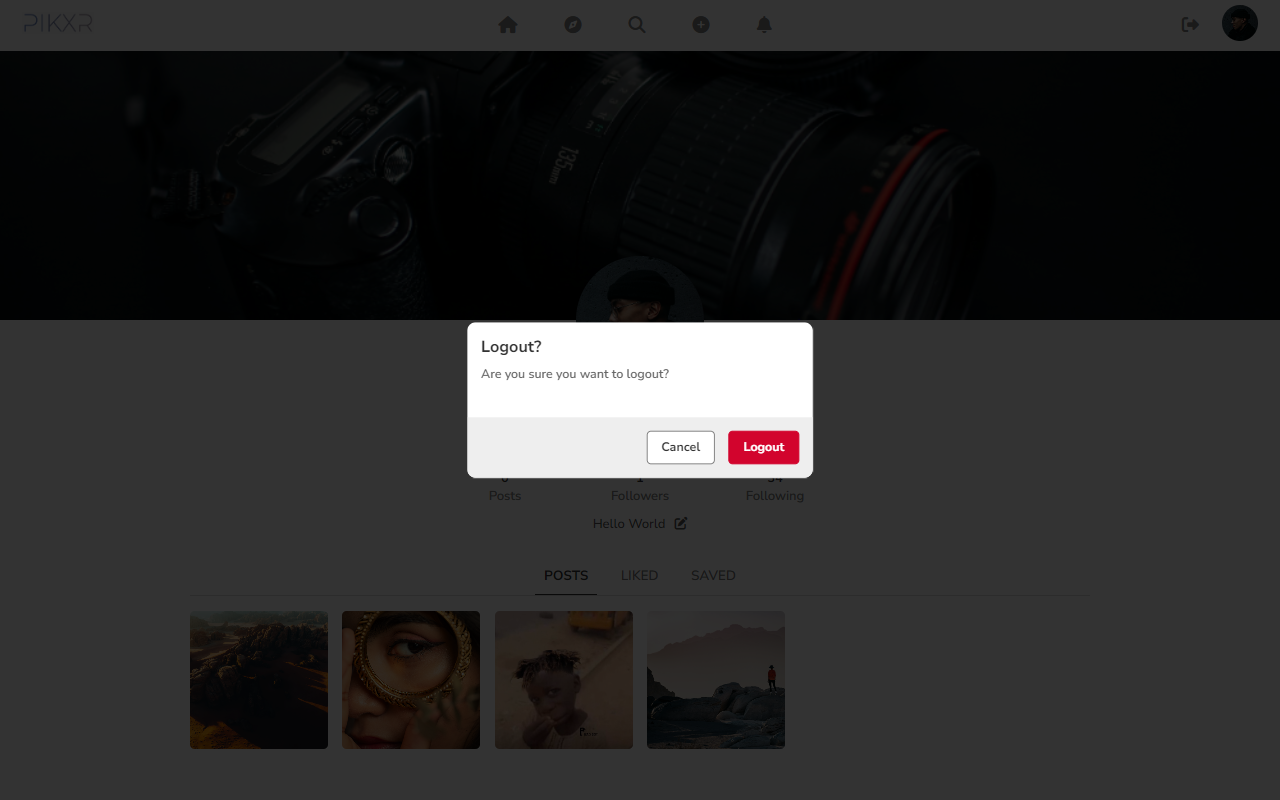 PIKXR
135mm
Logout?
Are you sure you want to logout?
Cancel
Logout
Posts
Followers
Following
Hello World
POSTS
LIKED
SAVED